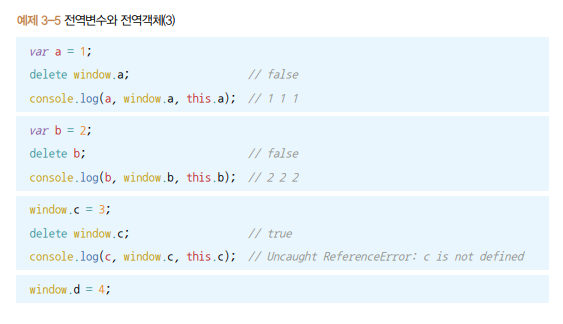 예제 3-5 전역변수와 전역객체(3)
var a = 1;
delete window.a; // false
console.log(a, window.a, this.a); // 1 1 1
var b = 2;
delete b; // false
console.log(b, window.b, this.b); // 2 2 2
window.c = 3;
delete window.c; // true
console.log(c, window.c, this.c); // Uncaught ReferenceError: c is not defined
window.d = 4;